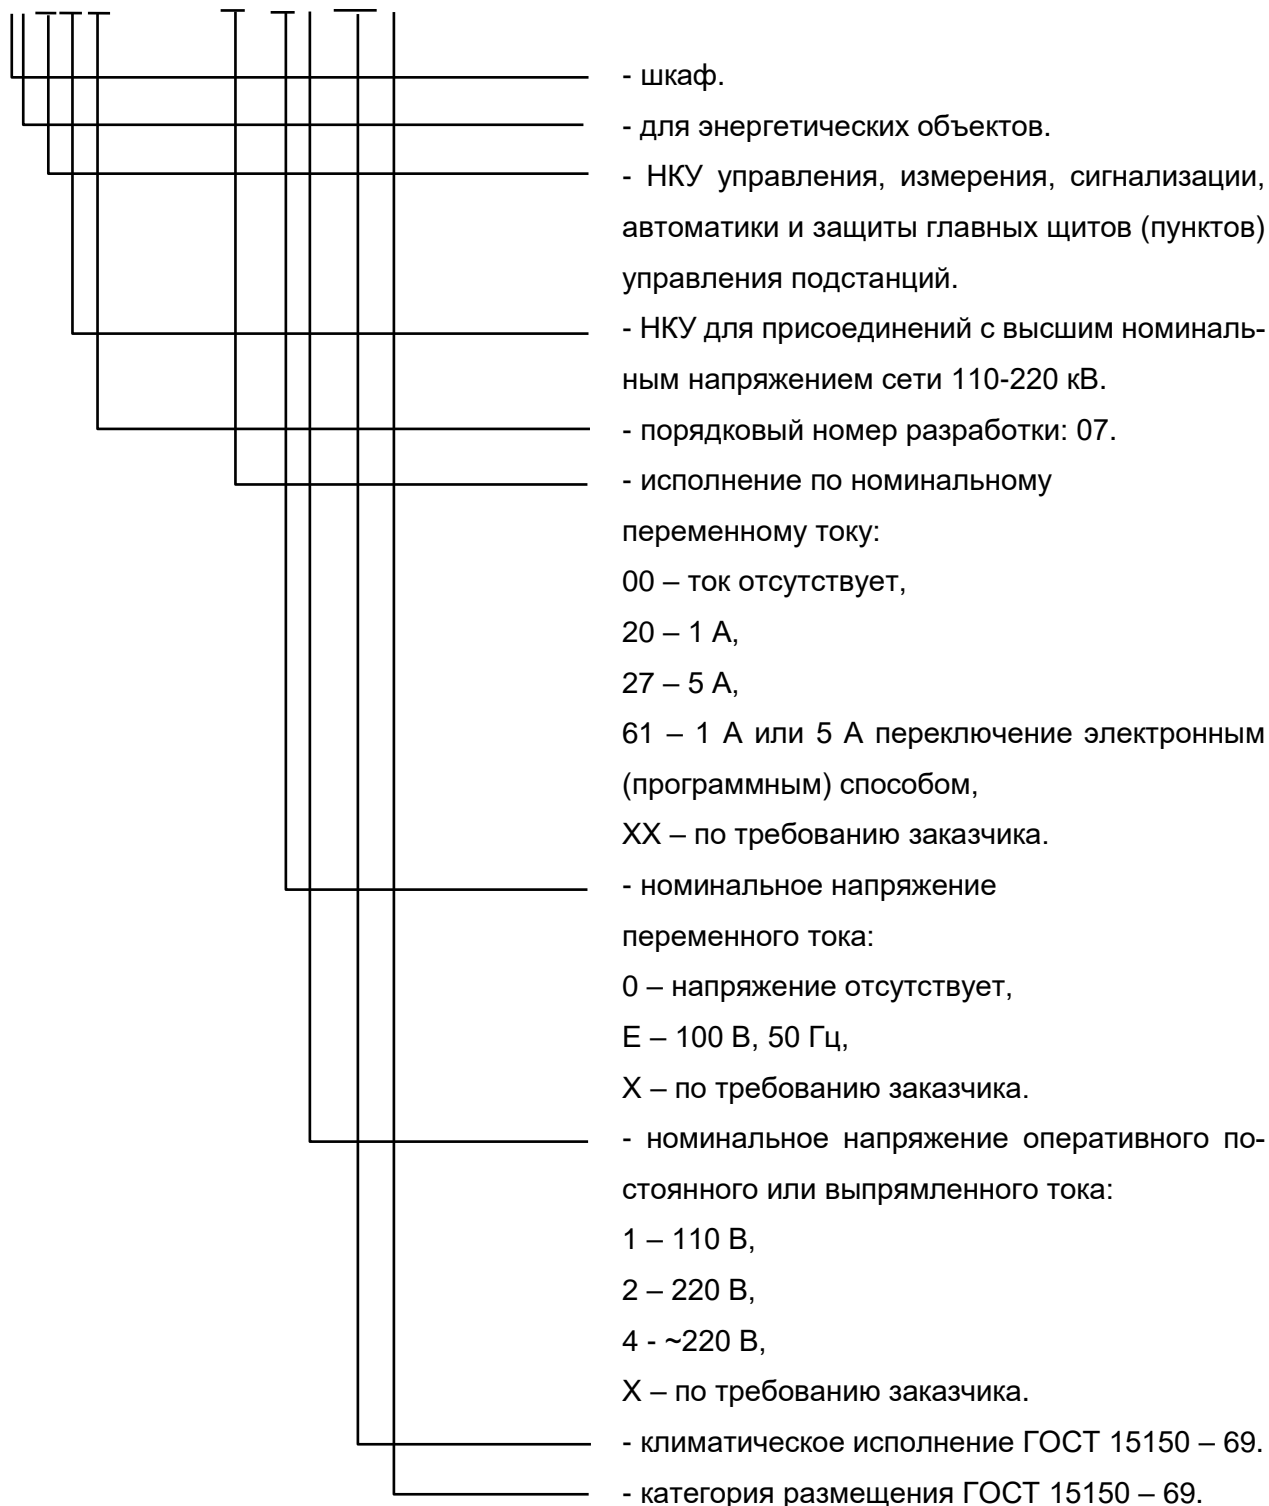 - шкаф.
- для энергетических объектов.
- НКУ управления, измерения, сигнализации,
автоматики и защиты главных щитов (пунктов)
управления подстанций.
- НКУ для присоединений с высшим номиналь-
ным напряжением сети 110-220 кВ.
- порядковый номер разработки: 07.
- исполнение по номинальному
переменному току:
00 – ток отсутствует,
20 – 1 А,
27 – 5 А,
61 – 1 А или 5 А переключение электронным
(программным) способом,
ХХ – по требованию заказчика.
- номинальное напряжение
переменного тока:
0 – напряжение отсутствует,
Е – 100 В, 50 Гц,
Х – по требованию заказчика.
- номинальное напряжение оперативного по-
стоянного или выпрямленного тока:
1 – 110 В,
2 – 220 В,
4 - ~220 В,
Х – по требованию заказчика.
- климатическое исполнение ГОСТ 15150 – 69.
- категория размещения ГОСТ 15150 – 69.